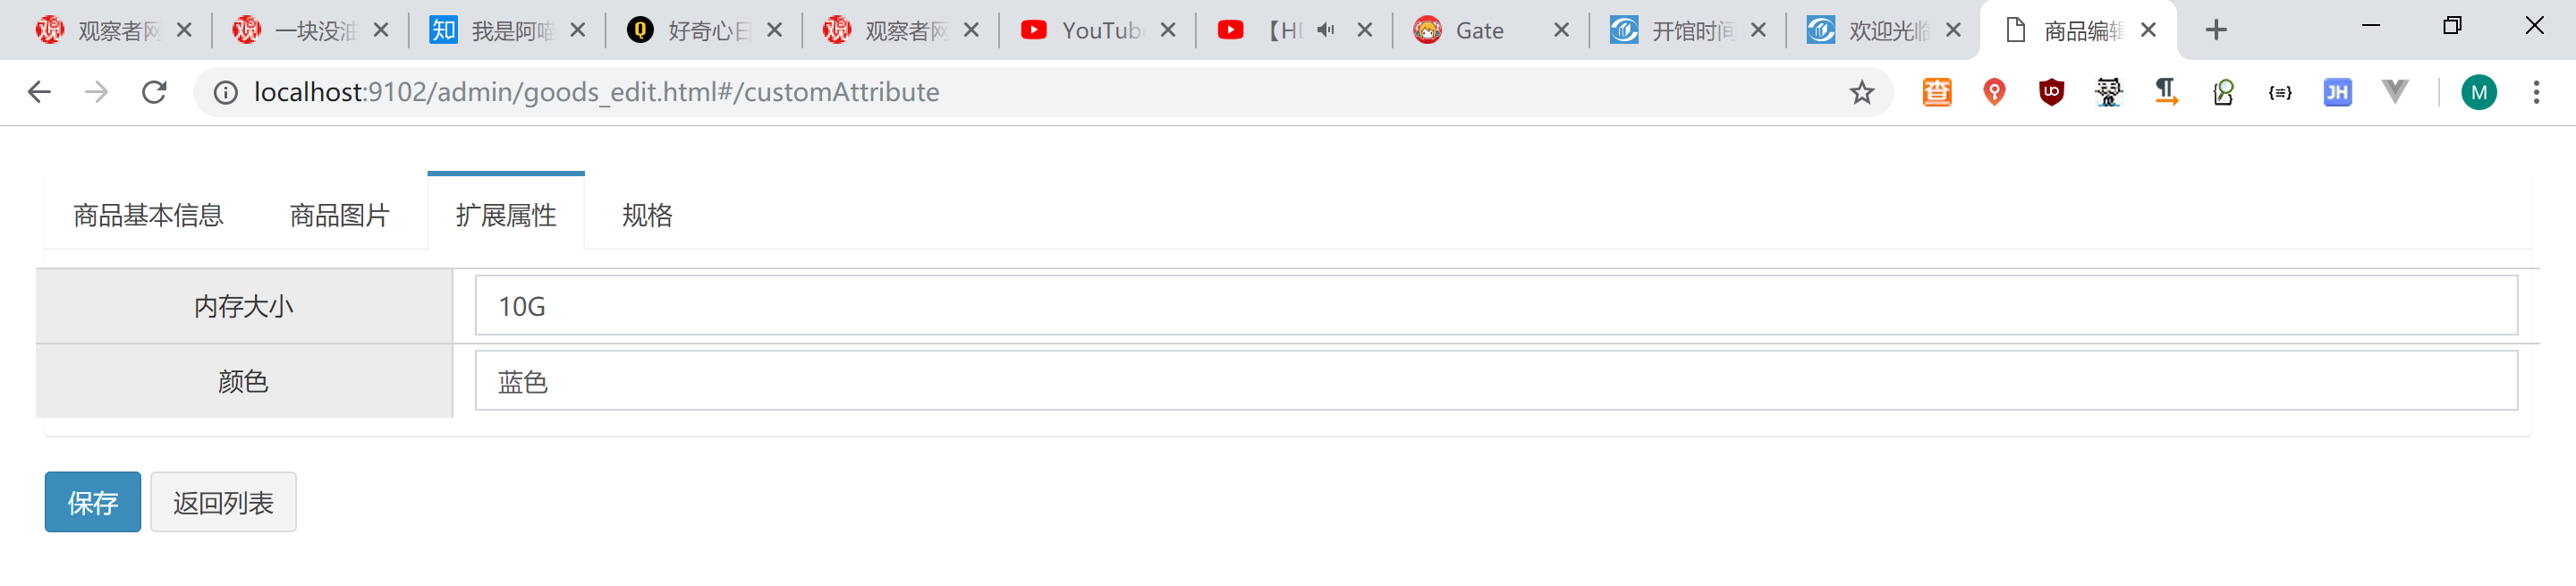 观察者网
一块没油
我是阿喵
好奇心日
观察者网
YouTube
【HD
Gate
开馆时间
欢迎光临
商品编辑
localhost:9102/admin/goods_edit.html#/customAttribute
商品基本信息 商品图片 扩展属性 规格
内存大小 10G
颜色 蓝色
保存 返回列表